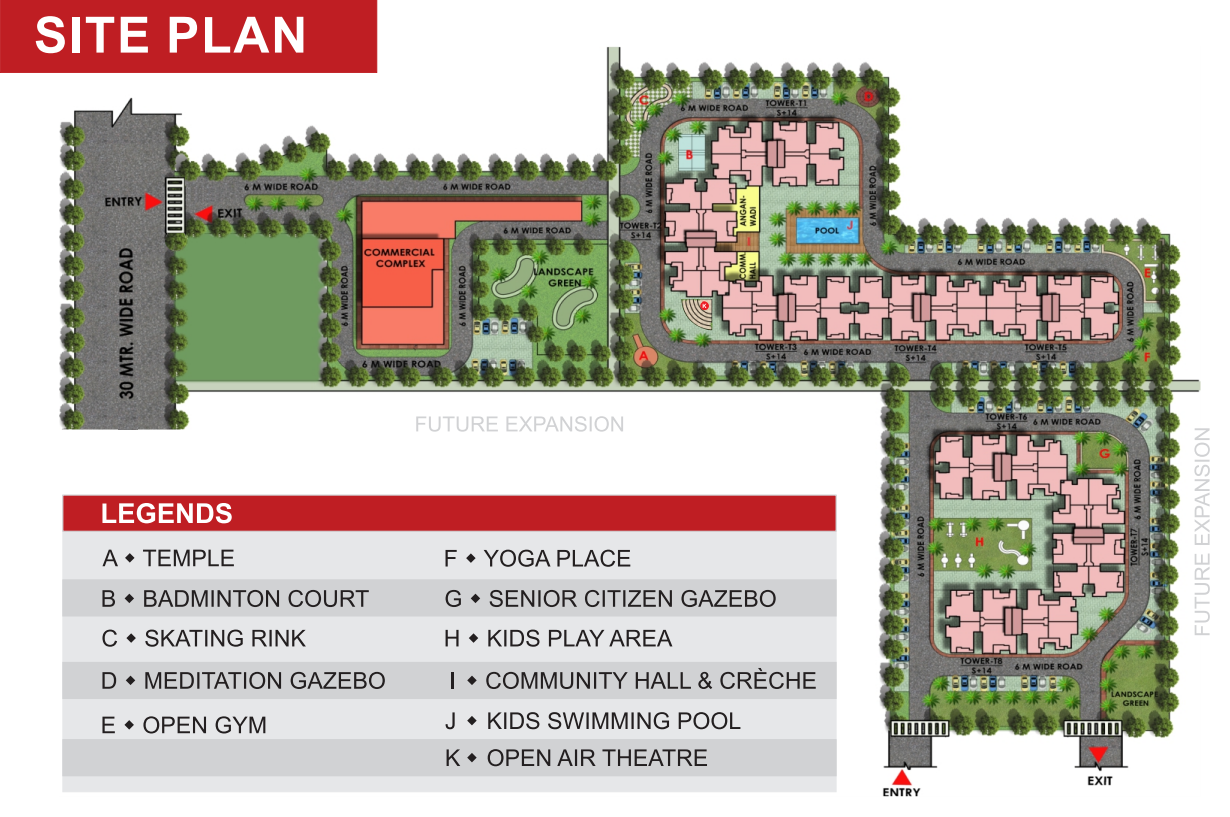 SITE PLAN
C
6 M WIDE ROAD
TOWER-T1
S+14
D
B
6 M WIDE ROAD
6 M WIDE ROAD
6 M WIDE ROAD
6 M WIDE ROAD
ENTRY
EXIT
ANGAN-
WADI
6 M WIDE ROAD
TOWER-T2
S+14
POOL
J
I
COMM.
HALL
COMMERCIAL
COMPLEX
LANDSCAPE
GREEN
6 M WIDE ROAD
E
30 MTR. WIDE ROAD
6 M WIDE ROAD
6 M WIDE ROAD
6 M WIDE ROAD
K
A
TOWER-T3
S+14
6 M WIDE ROAD
TOWER-T4
S+14
TOWER-T5
S+14
F
6 M WIDE ROAD
FUTURE EXPANSION
TOWER-T6
S+14
6 M WIDE ROAD
G
6 M WIDE ROAD
6 M WIDE ROAD
H
TOWER-T7
S+14
FUTURE EXPANSION
TOWER-T8
S+14
6 M WIDE ROAD
LANDSCAPE
GREEN
ENTRY
EXIT
LEGENDS
A ◆ TEMPLE
B ◆ BADMINTON COURT
C ◆ SKATING RINK
D ◆ MEDITATION GAZEBO
E ◆ OPEN GYM
F ◆ YOGA PLACE
G ◆ SENIOR CITIZEN GAZEBO
H ◆ KIDS PLAY AREA
I ◆ COMMUNITY HALL & CRÈCHE
J ◆ KIDS SWIMMING POOL
K ◆ OPEN AIR THEATRE